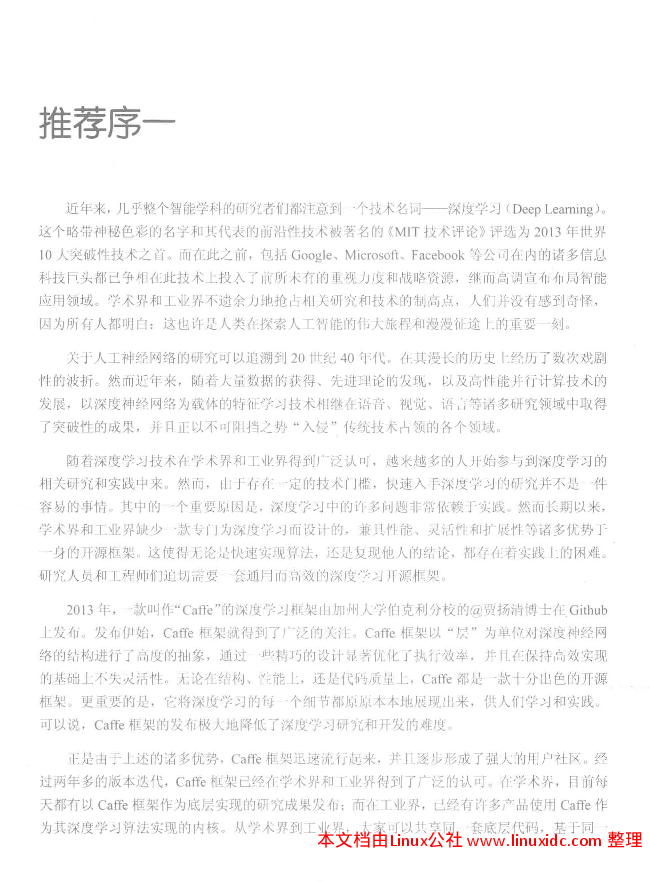 推荐序一
近年来，几乎整个智能学科的研究者们都注意到一个技术名词——深度学习（Deep Learning）。
这个略带神秘色彩的名字和其代表的前沿性技术被著名的《MIT 技术评论》评选为 2013 年世界
10 大突破性技术之首。而在此之前，包括 Google、Microsoft、Facebook 等公司在内的诸多信息
科技巨头都已争相在此技术上投入了前所未有的重视力度和战略资源，继而高调宣布布局智能
应用领域。学术界和工业界不遗余力地抢占相关研究和技术的制高点，人们并没有感到奇怪，
因为所有人都明白：这也许是人类在探索人工智能的伟大旅程和漫漫征途上的重要一刻。
关于人工神经网络的研究可以追溯到 20 世纪 40 年代。在其漫长的历史上经历了数次戏剧
性的波折。然而近年来，随着大量数据的获得、先进理论的发现，以及高性能并行计算技术的
发展，以深度神经网络为载体的特征学习技术相继在语音、视觉、语言等诸多研究领域中取得
了突破性的成果，并且正以不可阻挡之势“入侵”传统技术占领的各个领域。
随着深度学习技术在学术界和工业界得到广泛认可，越来越多的人开始参与到深度学习的
相关研究和实践中来。然而，由于存在一定的技术门槛，快速入手深度学习的研究并不是一件
容易的事情。其中的一个重要原因是，深度学习中的许多问题非常依赖于实践。然而长期以来，
学术界和工业界缺少一款专门为深度学习而设计的，兼具性能、灵活性和扩展性等诸多优势于
一身的开源框架。这使得无论是快速实现算法，还是复现他人的结论，都存在着实践上的困难。
研究人员和工程师们迫切需要一套通用而高效的深度学习开源框架。
2013 年，一款叫作“Caffe”的深度学习框架由加州大学伯克利分校的@贾扬清博士在 Github
上发布。发布伊始，Caffe 框架就得到了广泛的关注。Caffe 框架以“层”为单位对深度神经网
络的结构进行了高度的抽象，通过一些精巧的设计显著优化了执行效率，并且在保持高效实现
的基础上不失灵活性。无论在结构、性能上，还是代码质量上，Caffe 都是一款十分出色的开源
框架。更重要的是，它将深度学习的每一个细节都原原本本地展现出来，供人们学习和实践。
可以说，Caffe 框架的发布极大地降低了深度学习研究和开发的难度。
正是由于上述的诸多优势，Caffe 框架迅速流行起来，并且逐步形成了强大的用户社区。经
过两年多的版本迭代，Caffe 框架已经在学术界和工业界得到了广泛的认可。在学术界，目前每
天都有以 Caffe 框架作为底层实现的研究成果发布；而在工业界，已经有许多产品使用 Caffe 作
为其深度学习算法实现的内核。从学术界到工业界，大家可以共享同一套底层代码，基于同一
本文档由Linux公社 www.linuxidc.com 整理